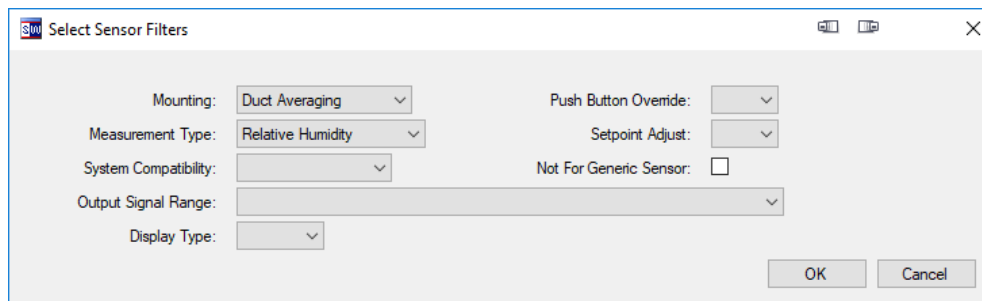 SW Select Sensor Filters
Mounting: Duct Averaging Push Button Override:
Measurement Type: Relative Humidity Setpoint Adjust:
System Compatibility: Not For Generic Sensor:
Output Signal Range:
Display Type:
OK Cancel